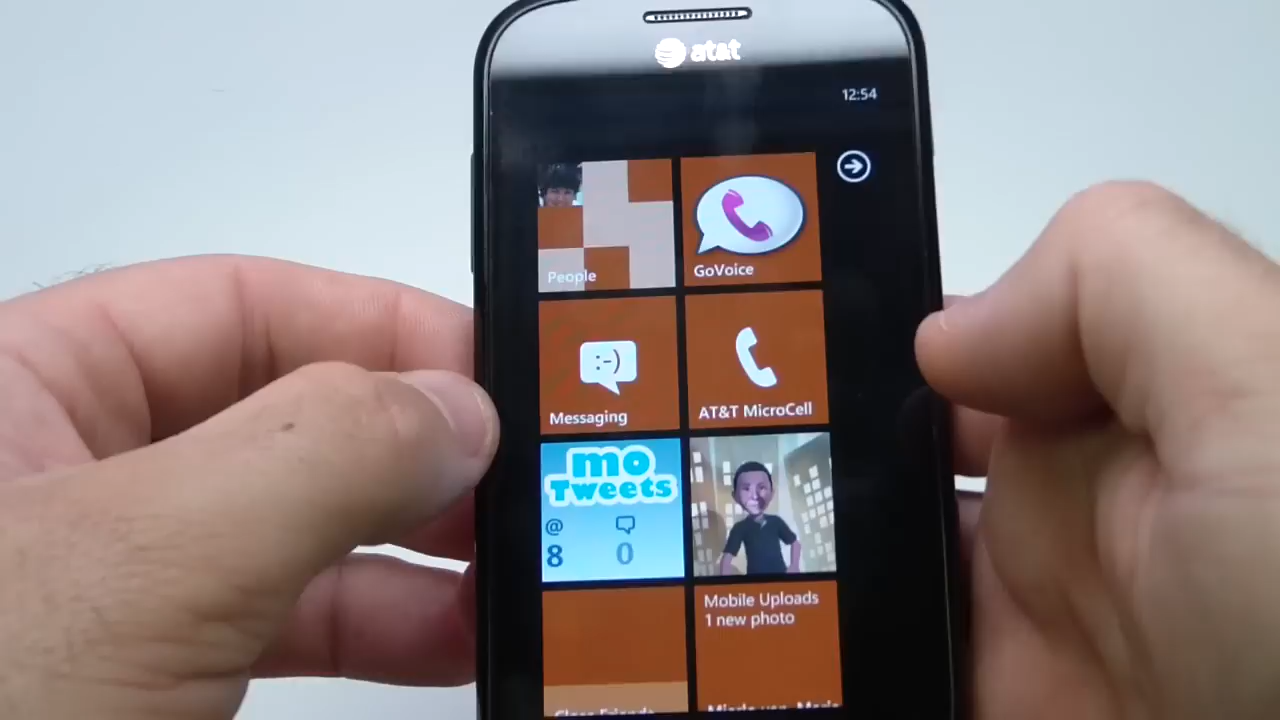 at&t
12:54
People
GoVoice
Messaging
AT&T MicroCell
mo
Tweets
@
8 0
Mobile Uploads
1 new photo